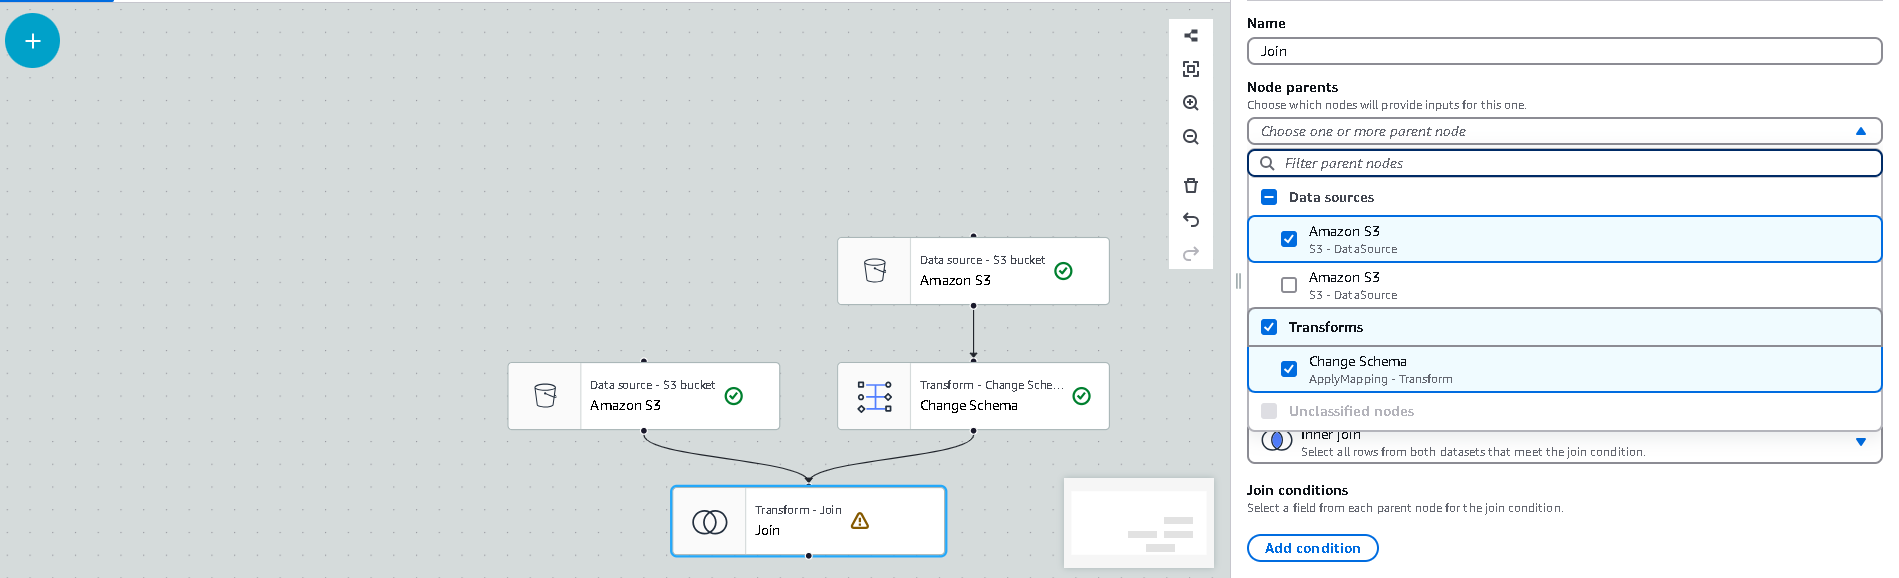 Data source - S3 bucket
Amazon S3
Data source - S3 bucket
Amazon S3
Transform - Change Sche...
Change Schema
Transform - Join
Join
Name
Join
Node parents
Choose which nodes will provide inputs for this one.
Choose one or more parent node
Filter parent nodes
Data sources
Amazon S3
S3 - DataSource
Amazon S3
S3 - DataSource
Transforms
Change Schema
ApplyMapping - Transform
Unclassified nodes
Inner join
Select all rows from both datasets that meet the join condition.
Join conditions
Select a field from each parent node for the join condition.
Add condition